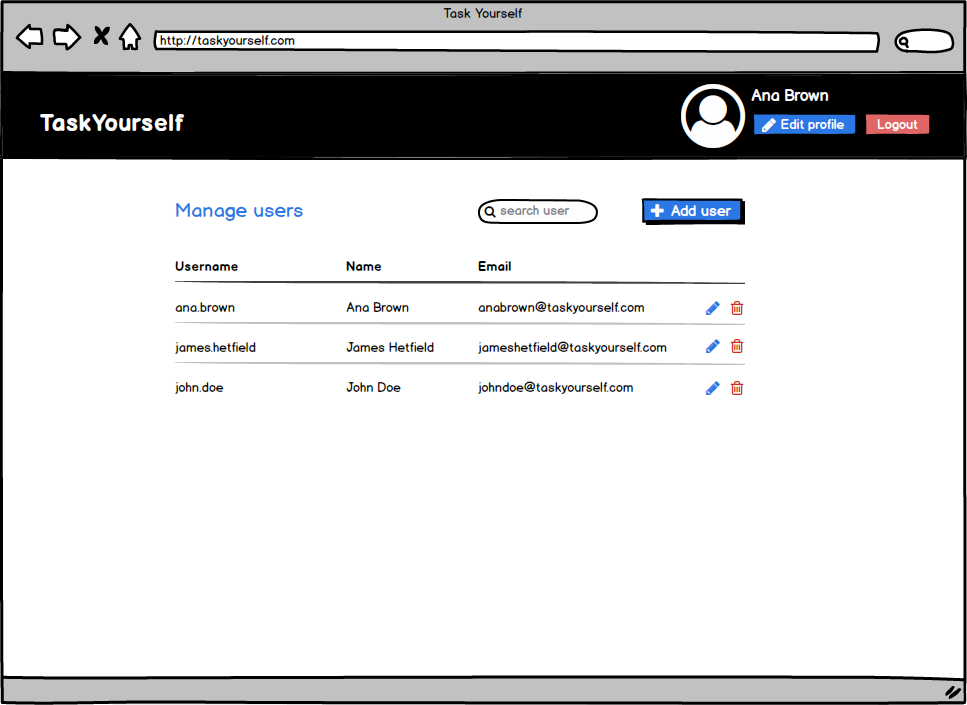 Task Yourself
http://taskyourself.com
TaskYourself
Ana Brown
Edit profile Logout
Manage users search user Add user
Username Name Email
ana.brown Ana Brown anabrown@taskyourself.com
james.hetfield James Hetfield jameshetfield@taskyourself.com
john.doe John Doe johndoe@taskyourself.com